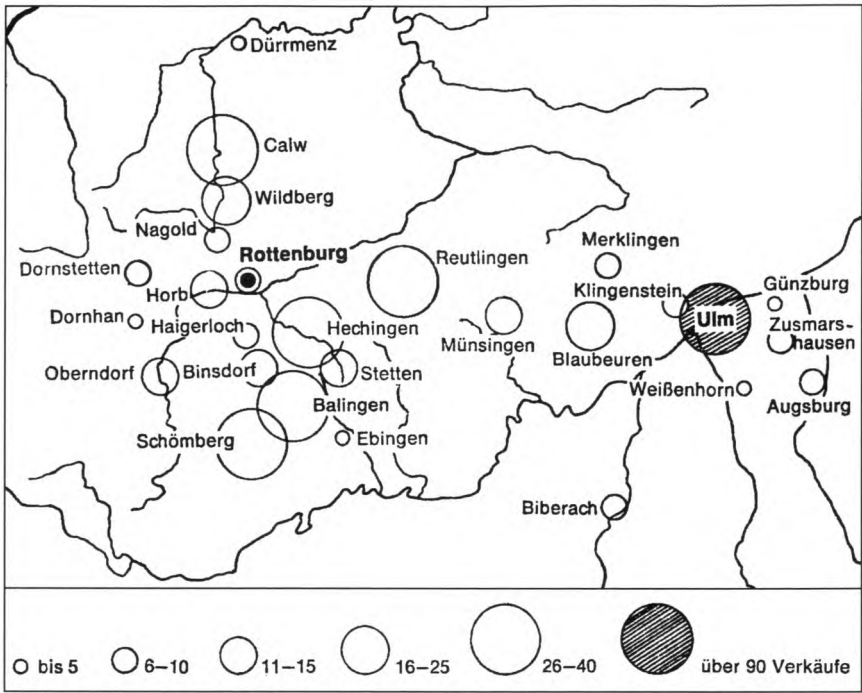 Dürrmenz
Calw
Wildberg
Nagold
Rottenburg
Reutlingen
Merklingen
Dornstetten
Horb
Klingenstein
Günzburg
Dornhan
Haigerloch
Hechingen
Münsingen
Ulm
Zusmars-
hausen
Blaubeuren
Oberndorf
Binsdorf
Stetten
Weißenhorn
Augsburg
Balingen
Schömberg
Ebingen
Biberach
bis 5
6–10
11–15
16–25
26–40
über 90 Verkäufe